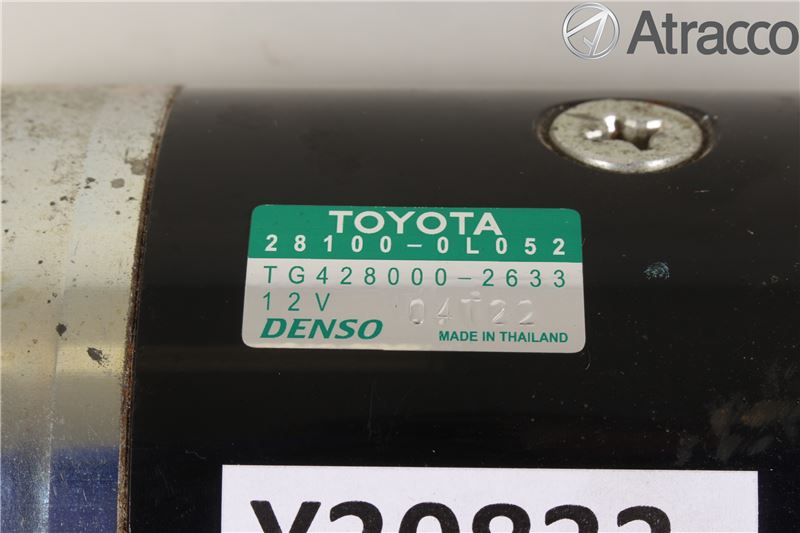 Atracco
TOYOTA
28100-0L052
TG428000-2633
12V 04T22
DENSO MADE IN THAILAND